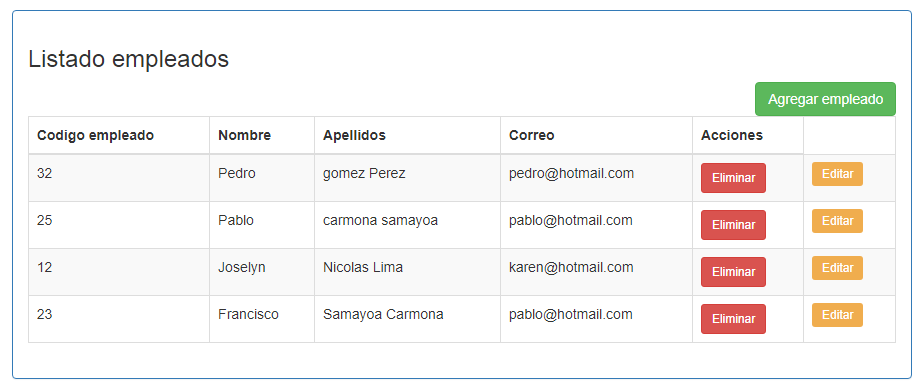 Listado empleados
Agregar empleado
Codigo empleado Nombre Apellidos Correo Acciones
32 Pedro gomez Perez pedro@hotmail.com Eliminar Editar
25 Pablo carmona samayoa pablo@hotmail.com Eliminar Editar
12 Joselyn Nicolas Lima karen@hotmail.com Eliminar Editar
23 Francisco Samayoa Carmona pablo@hotmail.com Eliminar Editar